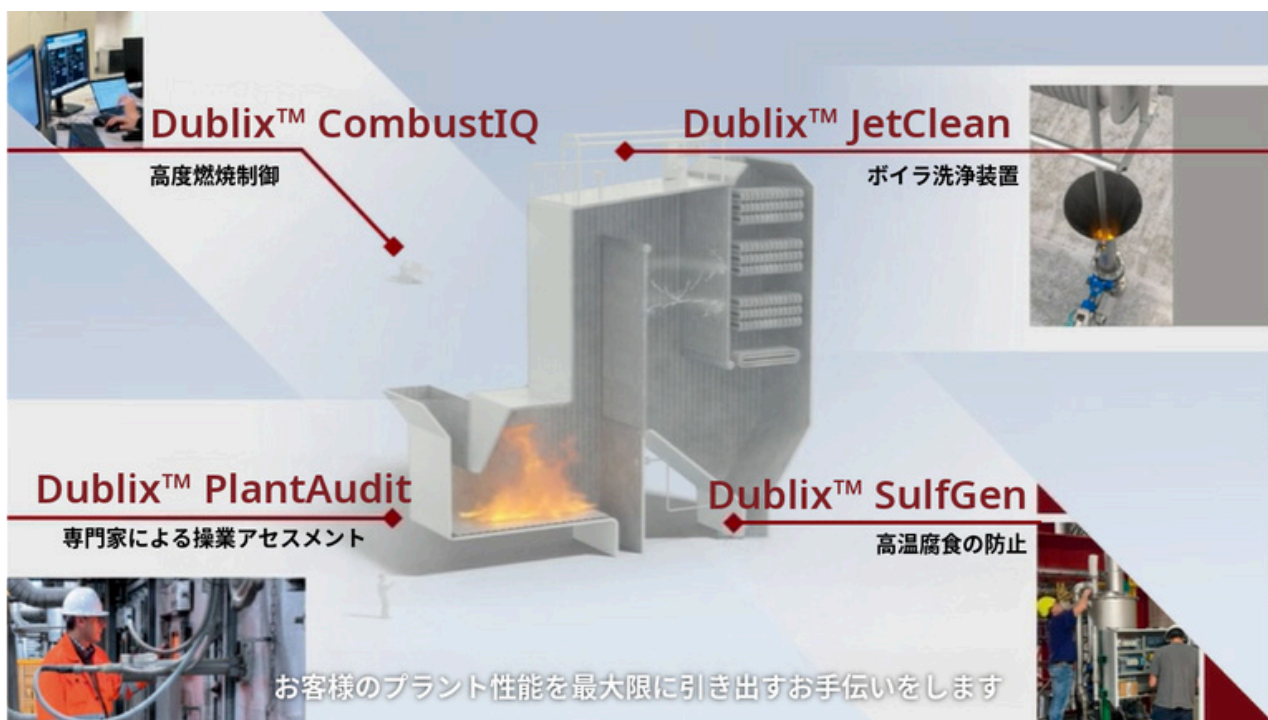 Dublix™ CombustIQ
高度燃焼制御
Dublix™ JetClean
ボイラ洗浄装置
Dublix™ PlantAudit
専門家による操業アセスメント
Dublix™ SulfGen
高温腐食の防止
お客様のプラント性能を最大限に引き出すお手伝いをします